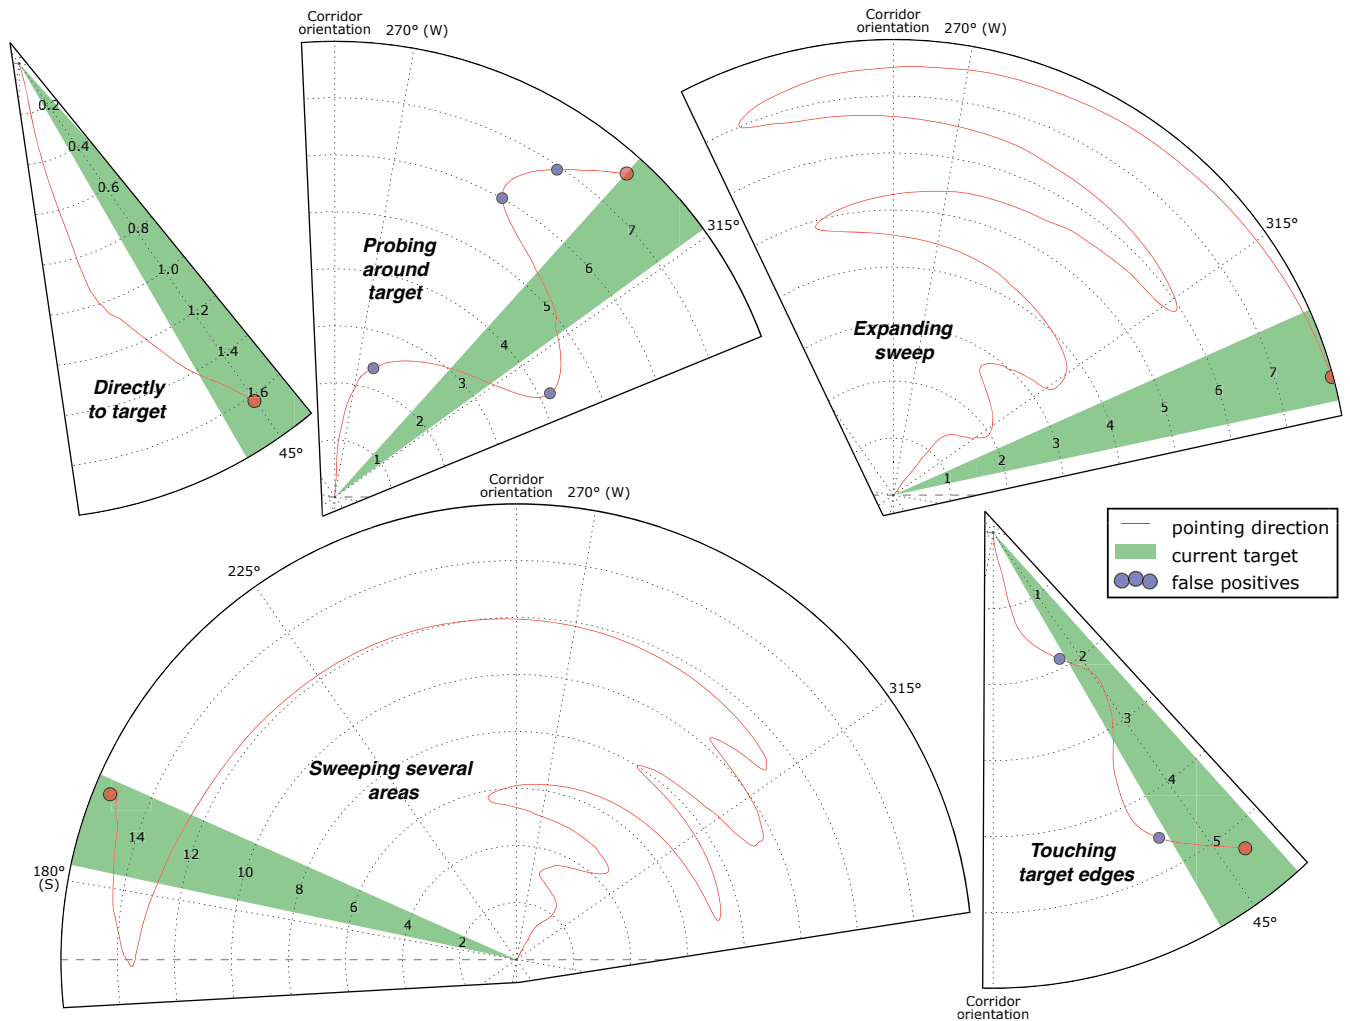 Corridor
orientation
270° (W)
Corridor
orientation
270° (W)
0.2
0.4
0.6
0.8
1.0
1.2
1.4
1.6
45°
Directly
to target
Probing
around
target
1
2
3
4
5
6
7
315°
Expanding
sweep
1
2
3
4
5
6
7
315°
Corridor
orientation
270° (W)
225°
315°
180°
(S)
Sweeping several
areas
14
12
10
8
6
4
2
pointing direction
current target
false positives
1
2
3
4
5
45°
Touching
target edges
Corridor
orientation